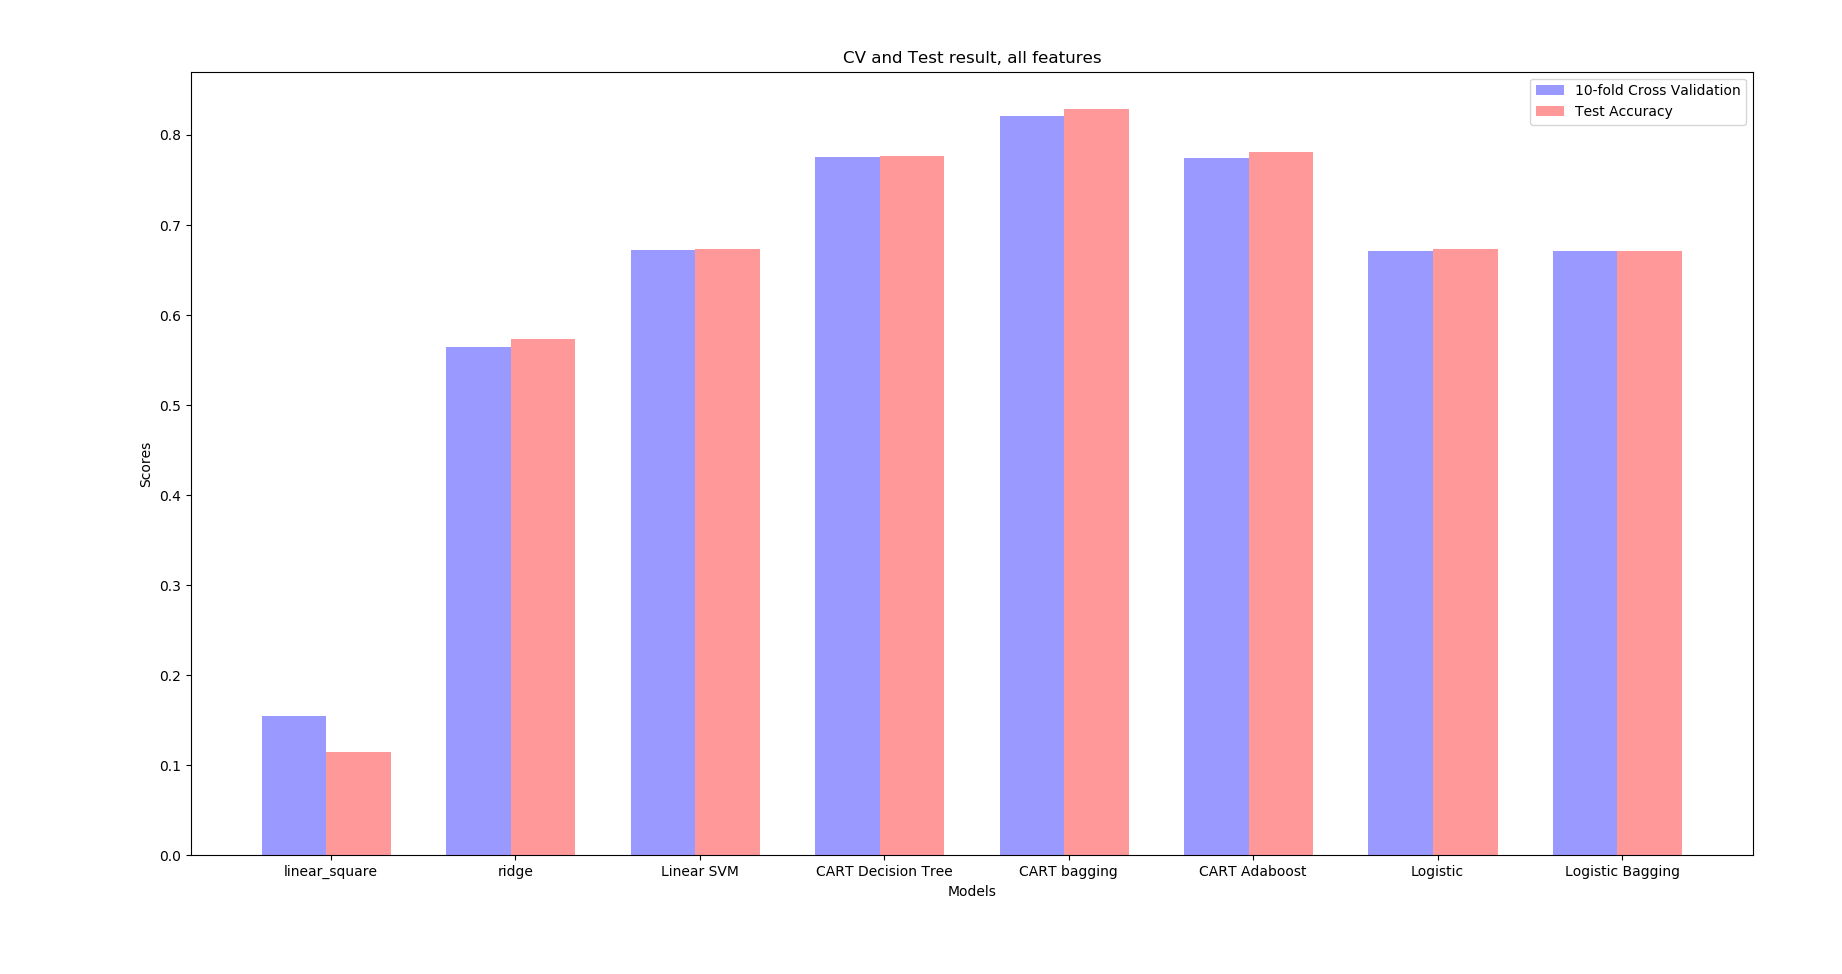 CV and Test result, all features
10-fold Cross Validation
Test Accuracy
Scores
0.8
0.7
0.6
0.5
0.4
0.3
0.2
0.1
0.0
linear_square ridge Linear SVM CART Decision Tree CART bagging CART Adaboost Logistic Logistic Bagging
Models